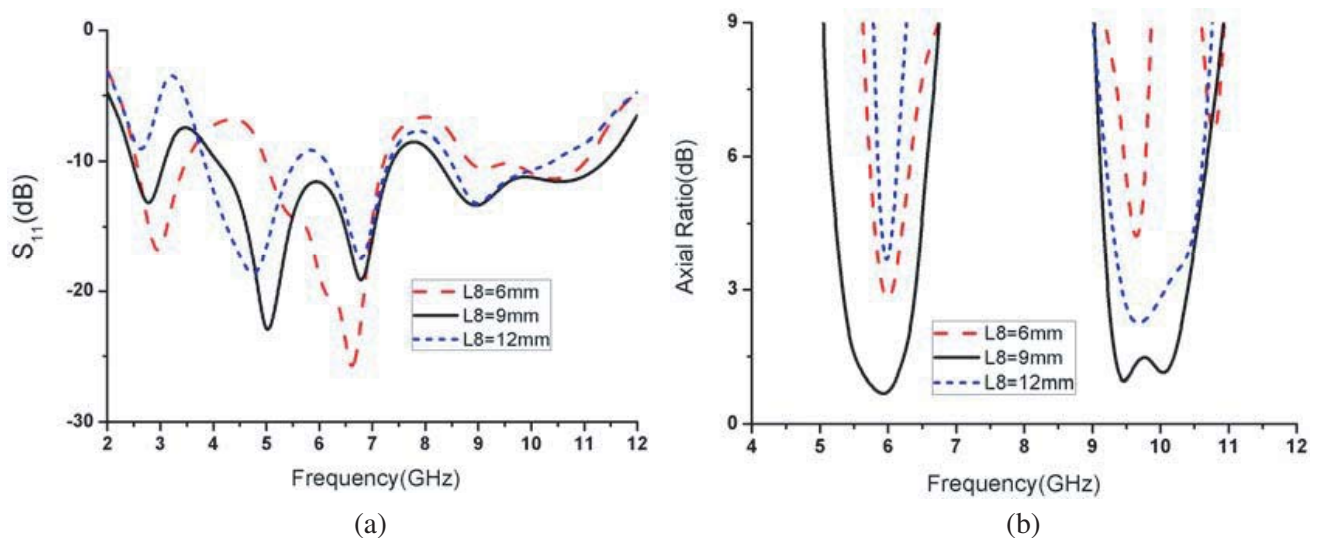 0
-10
-20
-30
S11(dB)
2 3 4 5 6 7 8 9 10 11 12
Frequency(GHz)
L8=6mm
L8=9mm
L8=12mm
(a)
9
6
3
0
Axial Ratio(dB)
4 5 6 7 8 9 10 11 12
Frequency(GHz)
L8=6mm
L8=9mm
L8=12mm
(b)